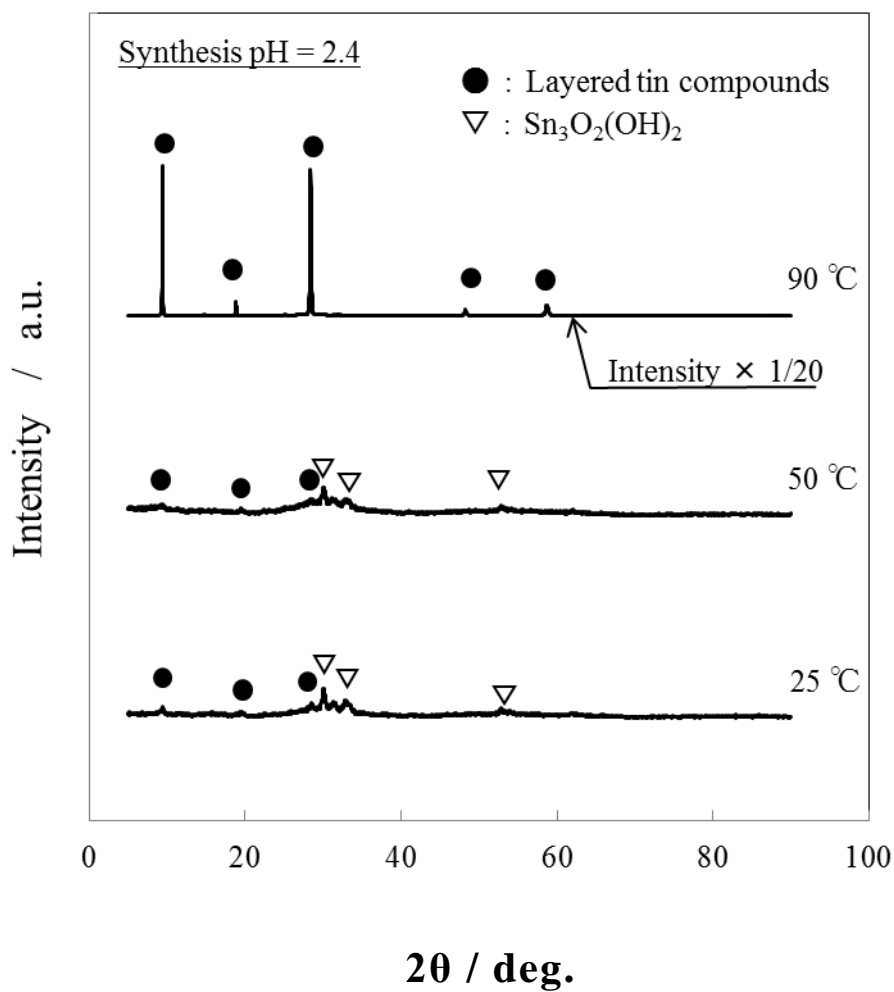 Synthesis pH = 2.4
● : Layered tin compounds
▽ : Sn₃O₂(OH)₂
90 ℃
Intensity × 1/20
50 ℃
25 ℃
Intensity / a.u.
0 20 40 60 80 100
2θ / deg.